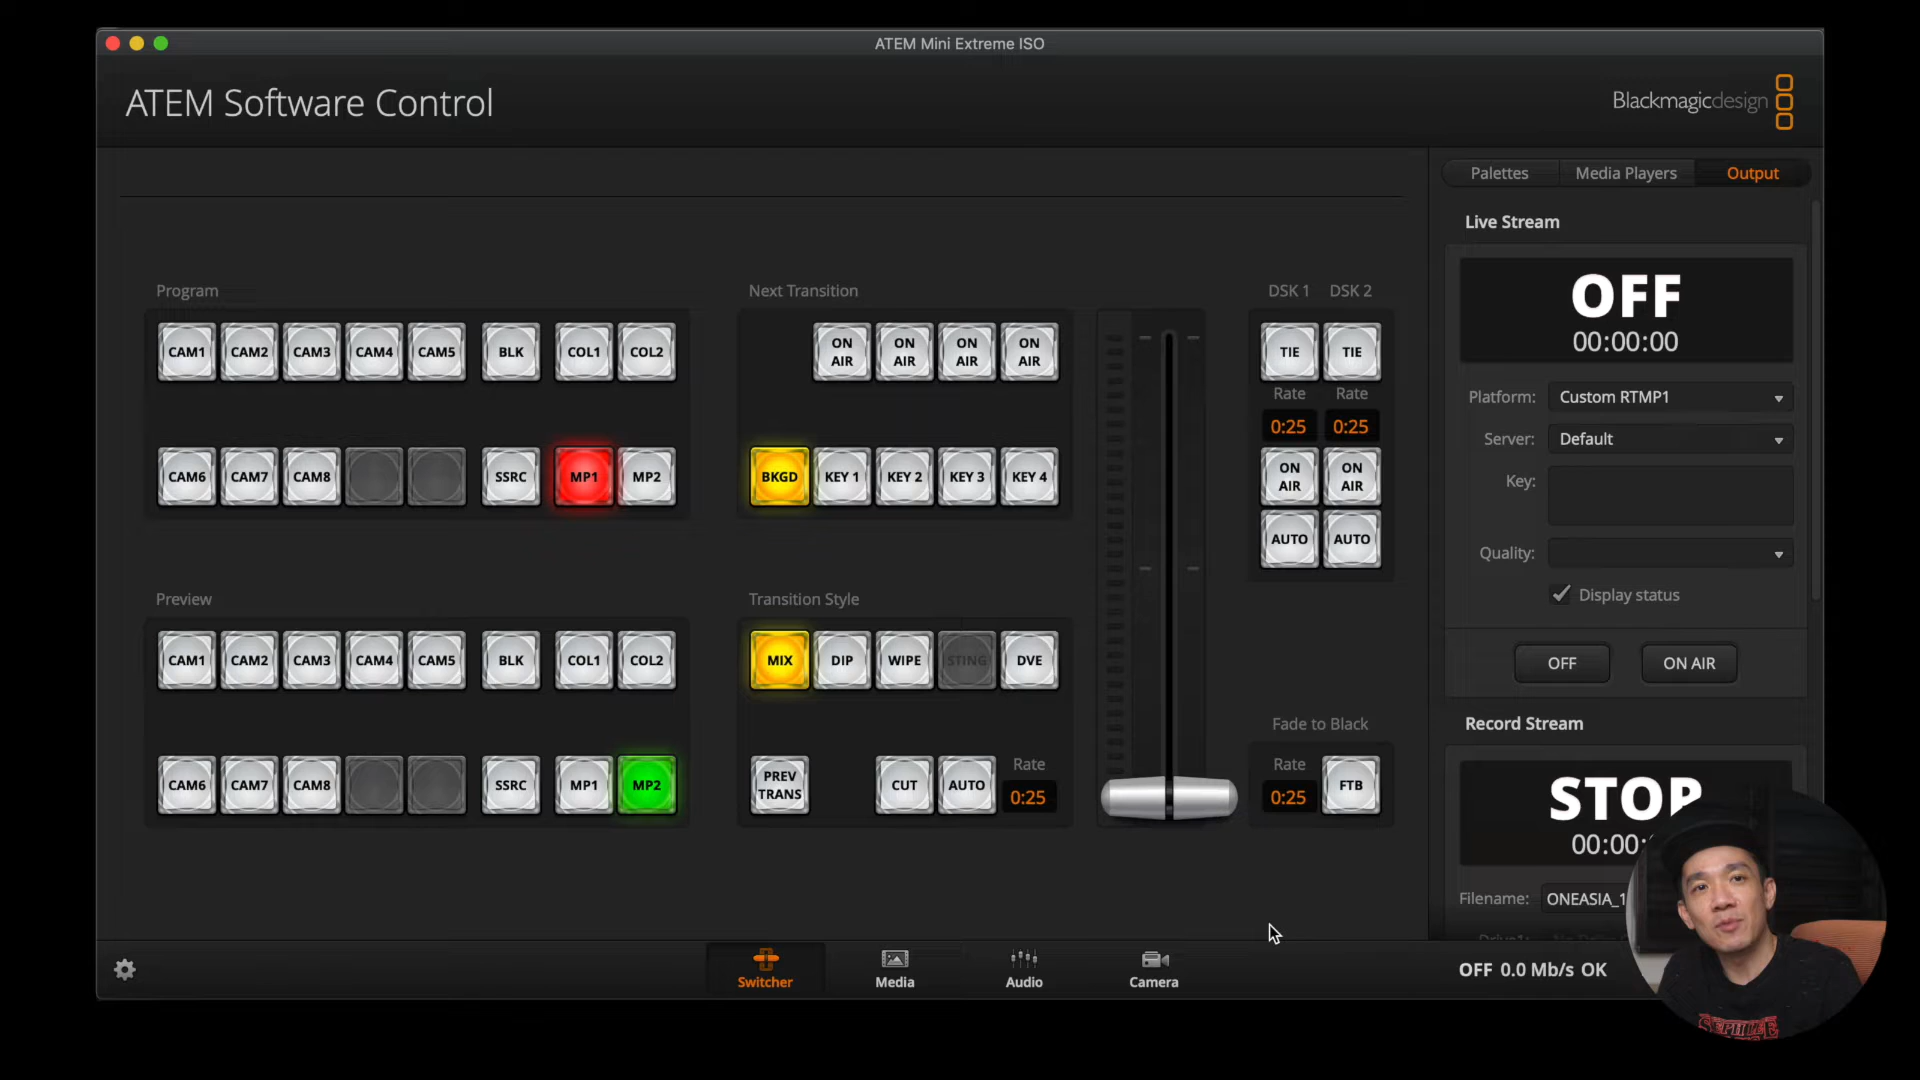 ATEM Mini Extreme ISO
ATEM Software Control
Blackmagicdesign
Palettes Media Players Output
Live Stream
OFF
00:00:00
Platform: Custom RTMP1
Server: Default
Key:
Quality:
Display status
OFF ON AIR
Record Stream
STOP
Filename: ONEASIA_1
OFF 0.0 Mb/s OK
Program
CAM1 CAM2 CAM3 CAM4 CAM5 BLK COL1 COL2
CAM6 CAM7 CAM8 SSRC MP1 MP2
Next Transition
ON AIR ON AIR ON AIR ON AIR
BKGD KEY 1 KEY 2 KEY 3 KEY 4
DSK 1 DSK 2
TIE TIE
Rate Rate
0:25 0:25
ON AIR ON AIR
AUTO AUTO
Preview
CAM1 CAM2 CAM3 CAM4 CAM5 BLK COL1 COL2
CAM6 CAM7 CAM8 SSRC MP1 MP2
Transition Style
MIX DIP WIPE STING DVE
PREV TRANS CUT AUTO
Rate
0:25
Fade to Black
Rate
0:25
FTB
Switcher Media Audio Camera